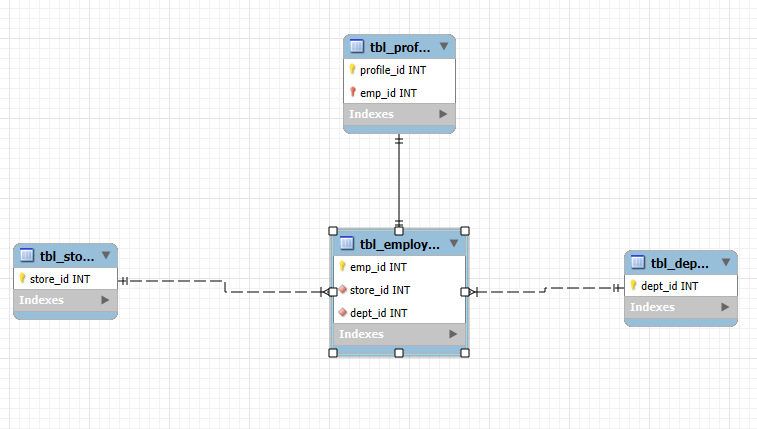 tbl_prof...
profile_id INT
emp_id INT
Indexes
tbl_sto...
store_id INT
Indexes
tbl_employ...
emp_id INT
store_id INT
dept_id INT
Indexes
tbl_dep...
dept_id INT
Indexes